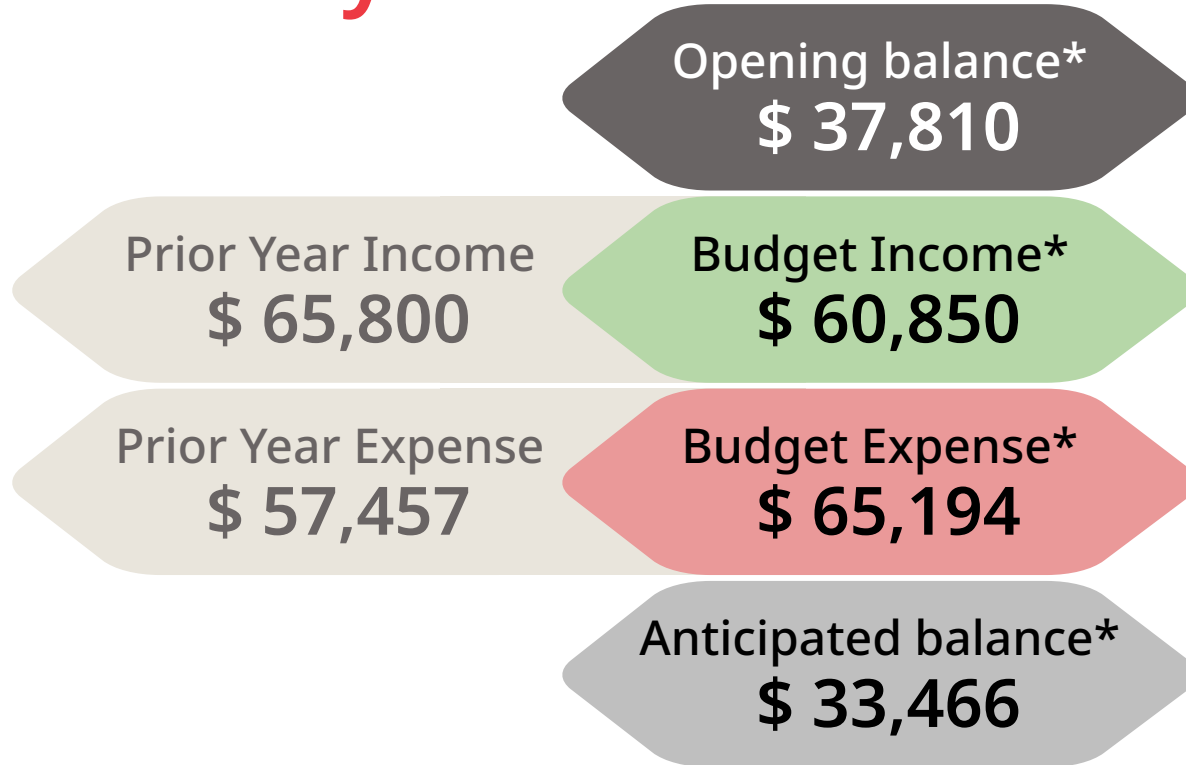 Opening balance*
$ 37,810
Prior Year Income
$ 65,800
Budget Income*
$ 60,850
Prior Year Expense
$ 57,457
Budget Expense*
$ 65,194
Anticipated balance*
$ 33,466